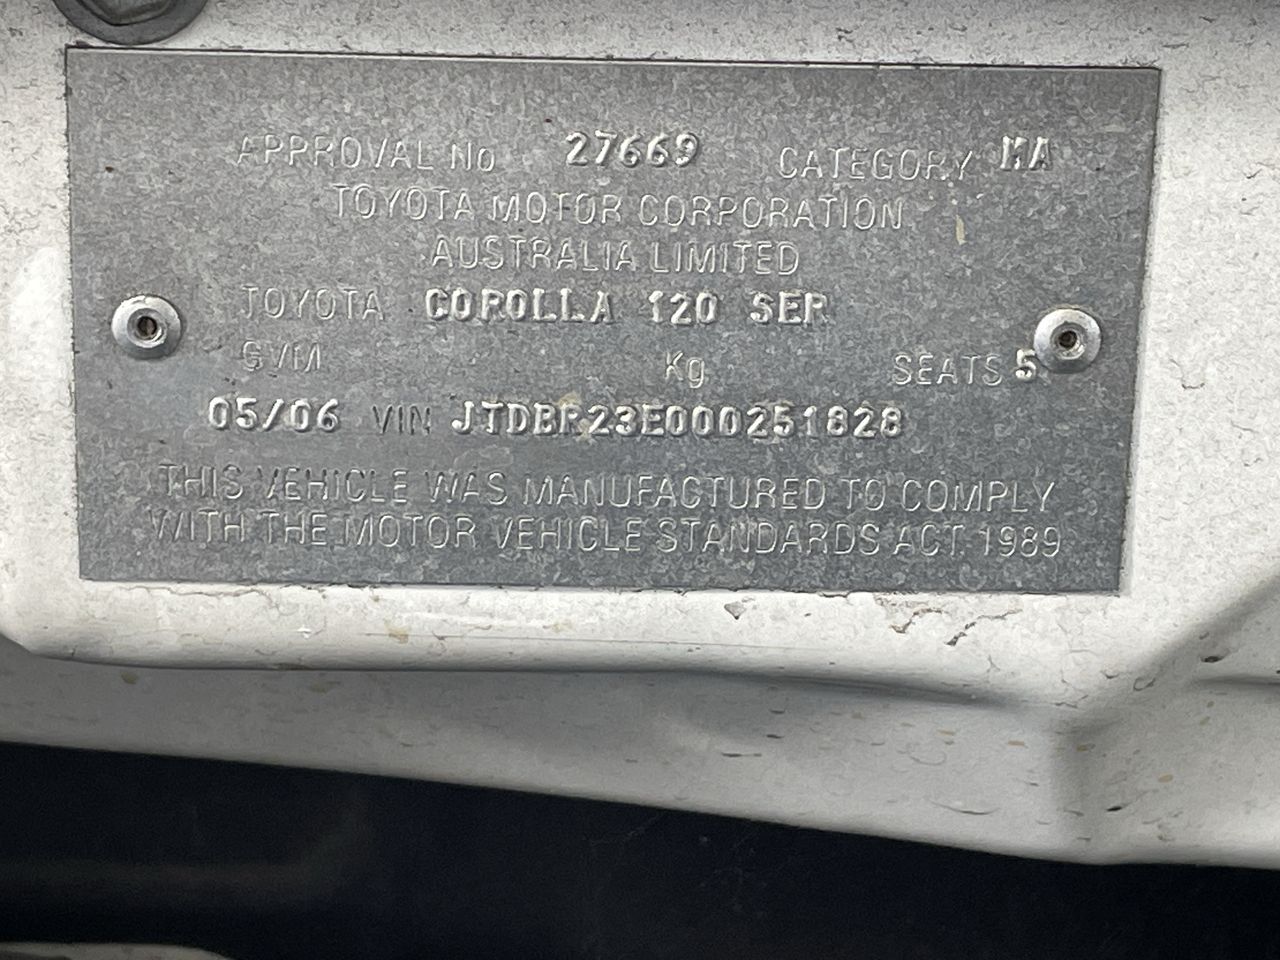 APPROVAL No 27669 CATEGORY MA
TOYOTA MOTOR CORPORATION
AUSTRALIA LIMITED
TOYOTA COROLLA 120 SER
GVM Kg SEATS 5
05/06 VIN JTDBR23E000251828
THIS VEHICLE WAS MANUFACTURED TO COMPLY
WITH THE MOTOR VEHICLE STANDARDS ACT. 1989